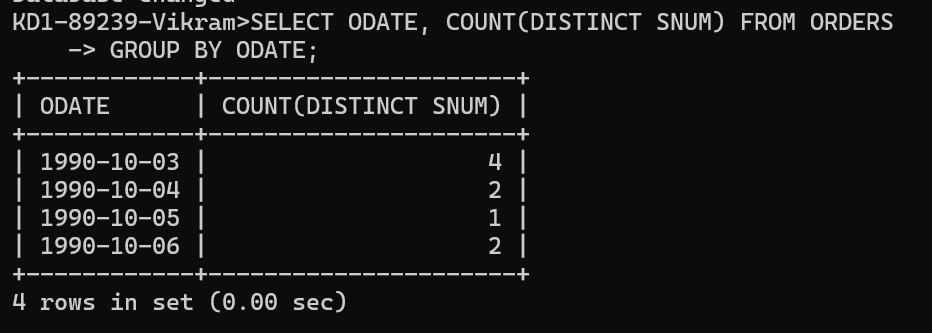 Database changed
KD1-89239-Vikram>SELECT ODATE, COUNT(DISTINCT SNUM) FROM ORDERS
    -> GROUP BY ODATE;
+------------+----------------------+
| ODATE      | COUNT(DISTINCT SNUM) |
+------------+----------------------+
| 1990-10-03 |                    4 |
| 1990-10-04 |                    2 |
| 1990-10-05 |                    1 |
| 1990-10-06 |                    2 |
+------------+----------------------+
4 rows in set (0.00 sec)